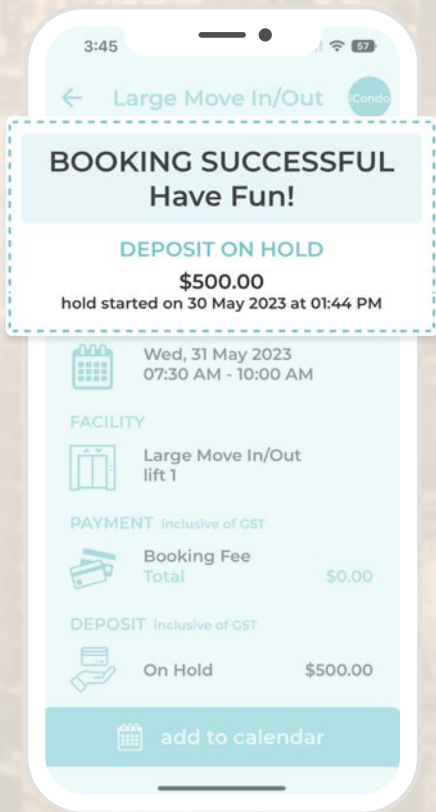 3:45
57
Large Move In/Out
iCondo
BOOKING SUCCESSFUL
Have Fun!
DEPOSIT ON HOLD
$500.00
hold started on 30 May 2023 at 01:44 PM
Wed, 31 May 2023
07:30 AM - 10:00 AM
FACILITY
Large Move In/Out
lift 1
PAYMENT inclusive of GST
Booking Fee
Total $0.00
DEPOSIT inclusive of GST
On Hold $500.00
add to calendar